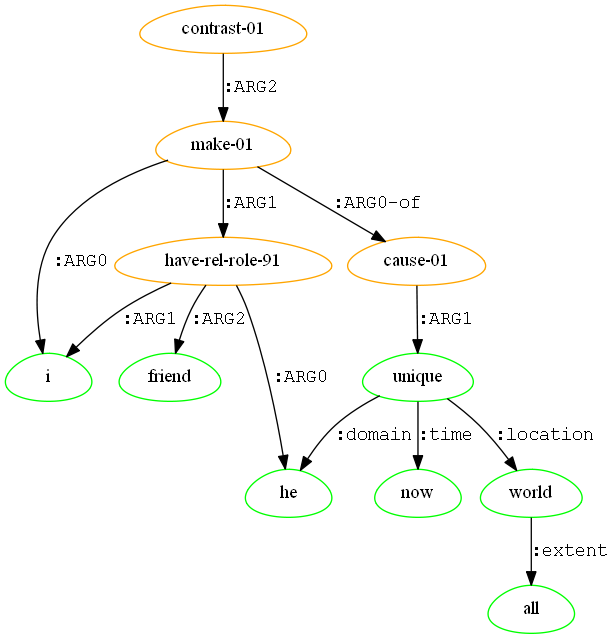 contrast-01
:ARG2
make-01
:ARG0
:ARG1
:ARG0-of
have-rel-role-91
cause-01
:ARG1
:ARG2
:ARG0
:ARG1
i
friend
unique
:domain
:time
:location
he
now
world
:extent
all